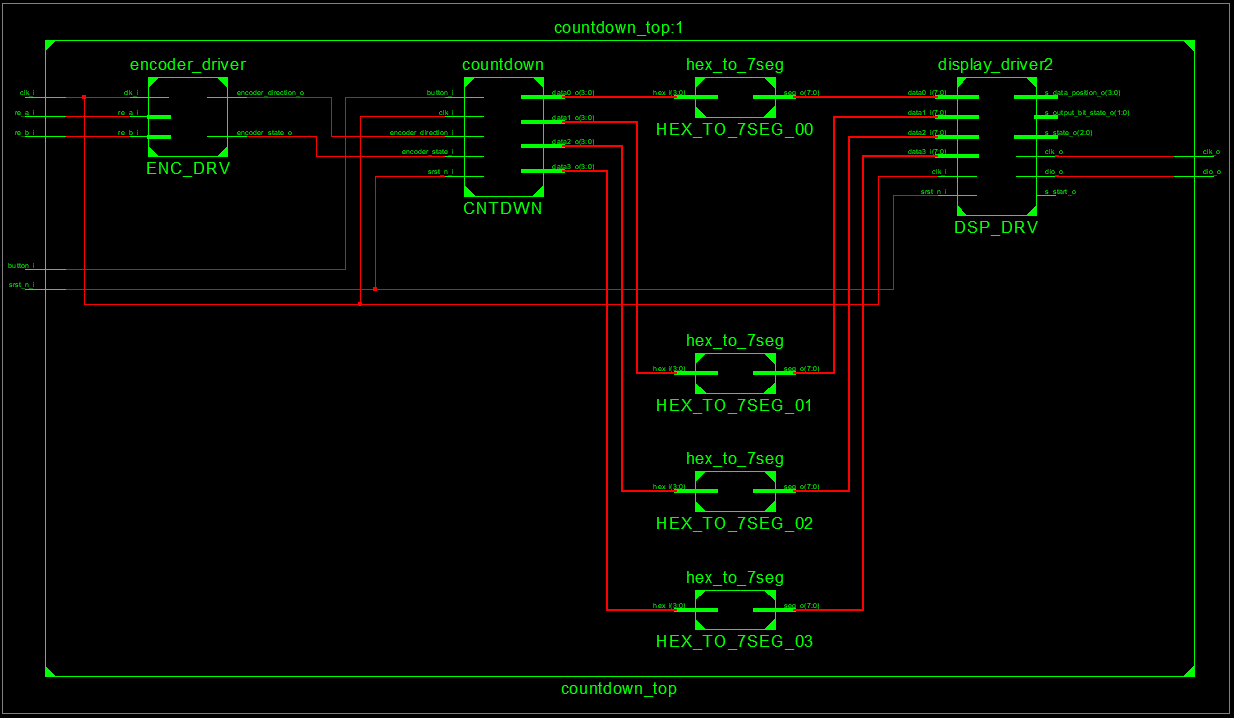 countdown_top:1
encoder_driver
countdown
hex_to_7seg
display_driver2
clk_i
re_a_i
re_b_i
clk_i
re_a_i
re_b_i
encoder_direction_o
encoder_state_o
ENC_DRV
button_i
clk_i
encoder_direction_i
encoder_state_i
srst_n_i
data0_o(3:0)
data1_o(3:0)
data2_o(3:0)
data3_o(3:0)
CNTDWN
hex_i(3:0)
seg_o(7:0)
HEX_TO_7SEG_00
data0_i(7:0)
data1_i(7:0)
data2_i(7:0)
data3_i(7:0)
clk_i
srst_n_i
s_data_position_o(3:0)
s_output_bit_state_o(1:0)
s_state_o(2:0)
clk_o
dio_o
s_start_o
clk_o
dio_o
DSP_DRV
button_i
srst_n_i
hex_to_7seg
hex_i(3:0)
seg_o(7:0)
HEX_TO_7SEG_01
hex_to_7seg
hex_i(3:0)
seg_o(7:0)
HEX_TO_7SEG_02
hex_to_7seg
hex_i(3:0)
seg_o(7:0)
HEX_TO_7SEG_03
countdown_top